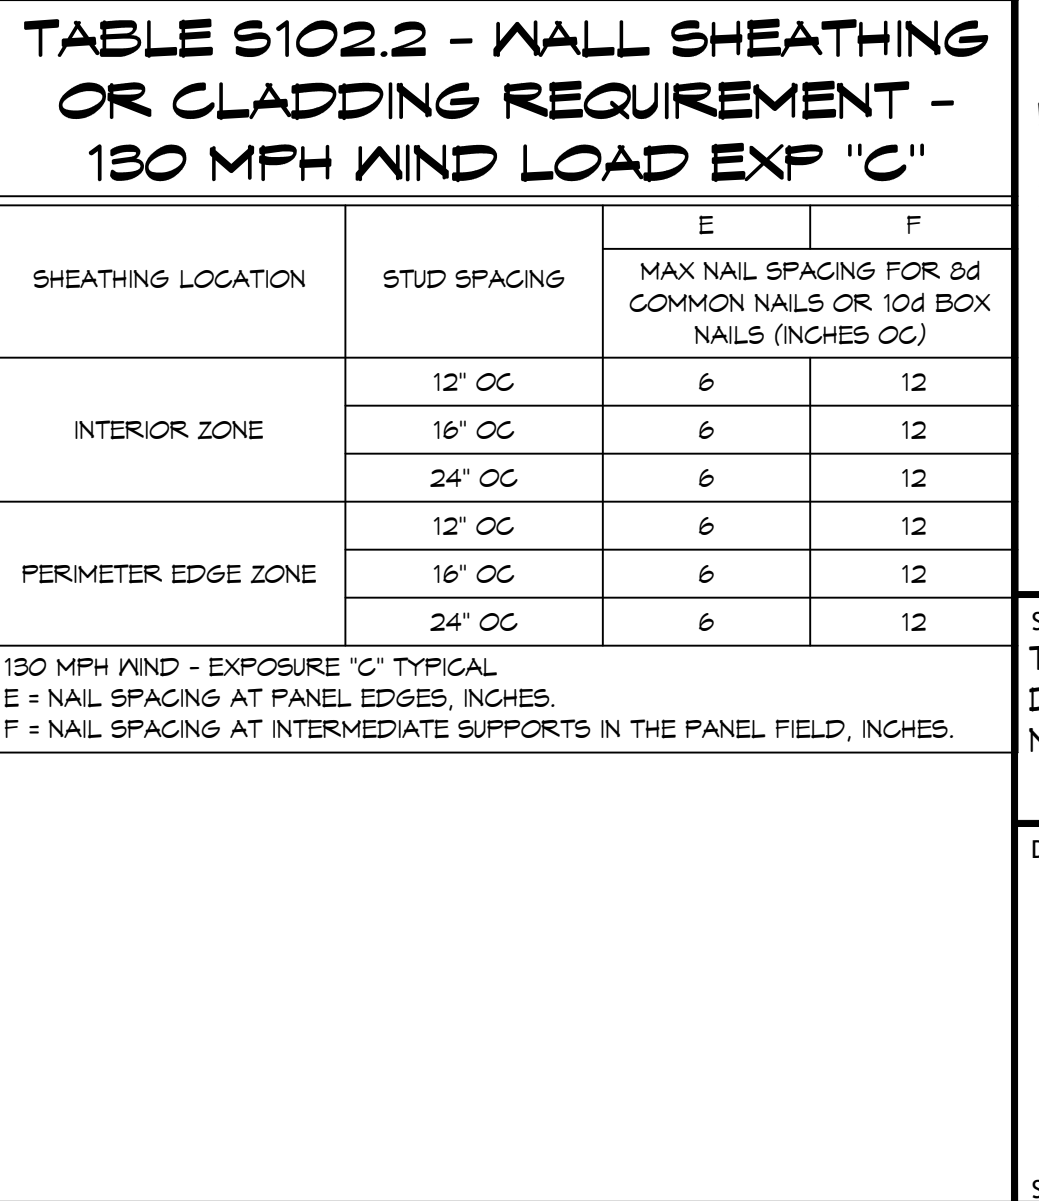 TABLE S102.2 - WALL SHEATHING
OR CLADDING REQUIREMENT -
130 MPH WIND LOAD EXP "C"
SHEATHING LOCATION
STUD SPACING
E
F
MAX NAIL SPACING FOR 8d
COMMON NAILS OR 10d BOX
NAILS (INCHES OC)
INTERIOR ZONE
12" OC 6 12
16" OC 6 12
24" OC 6 12
PERIMETER EDGE ZONE
12" OC 6 12
16" OC 6 12
24" OC 6 12
130 MPH WIND - EXPOSURE "C" TYPICAL
E = NAIL SPACING AT PANEL EDGES, INCHES.
F = NAIL SPACING AT INTERMEDIATE SUPPORTS IN THE PANEL FIELD, INCHES.